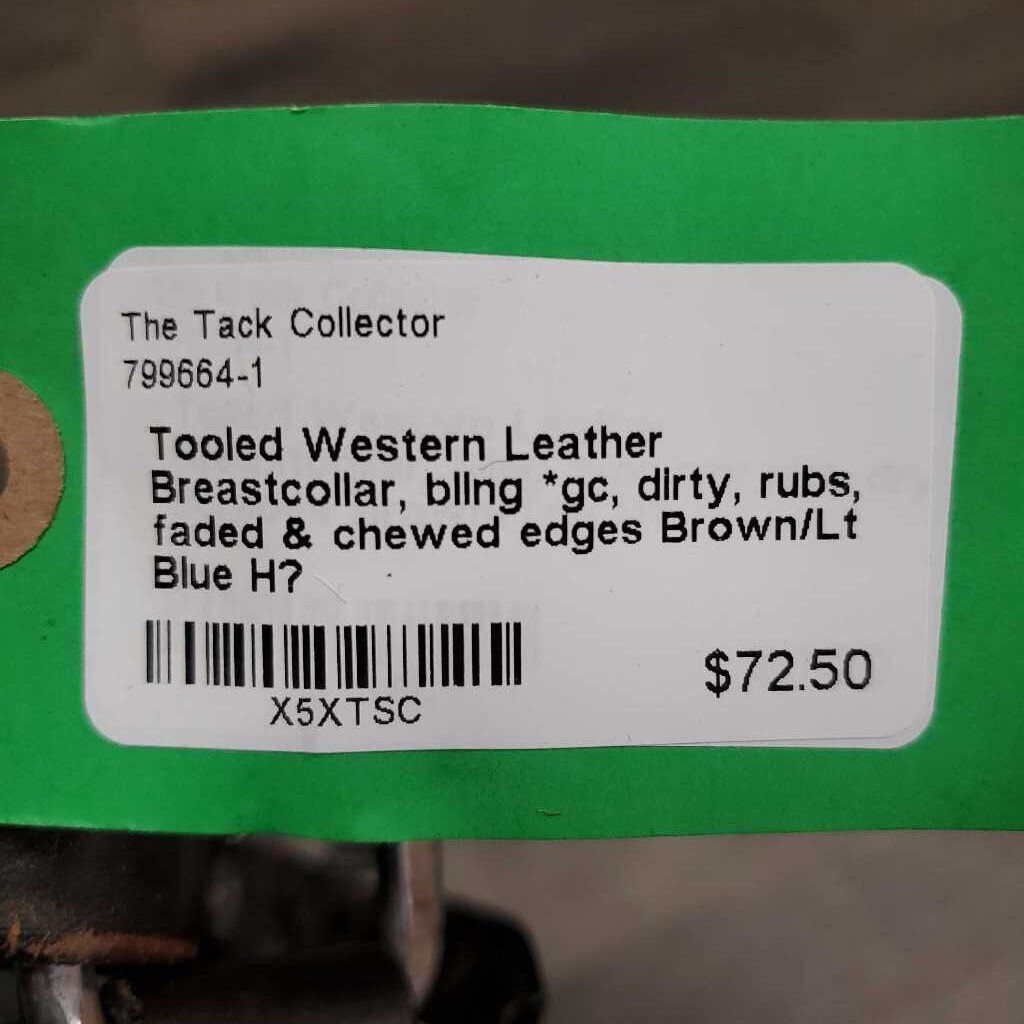 The Tack Collector
799664-1
Tooled Western Leather
Breastcollar, bling *gc, dirty, rubs,
faded & chewed edges Brown/Lt
Blue H?
X5XTSC
$72.50